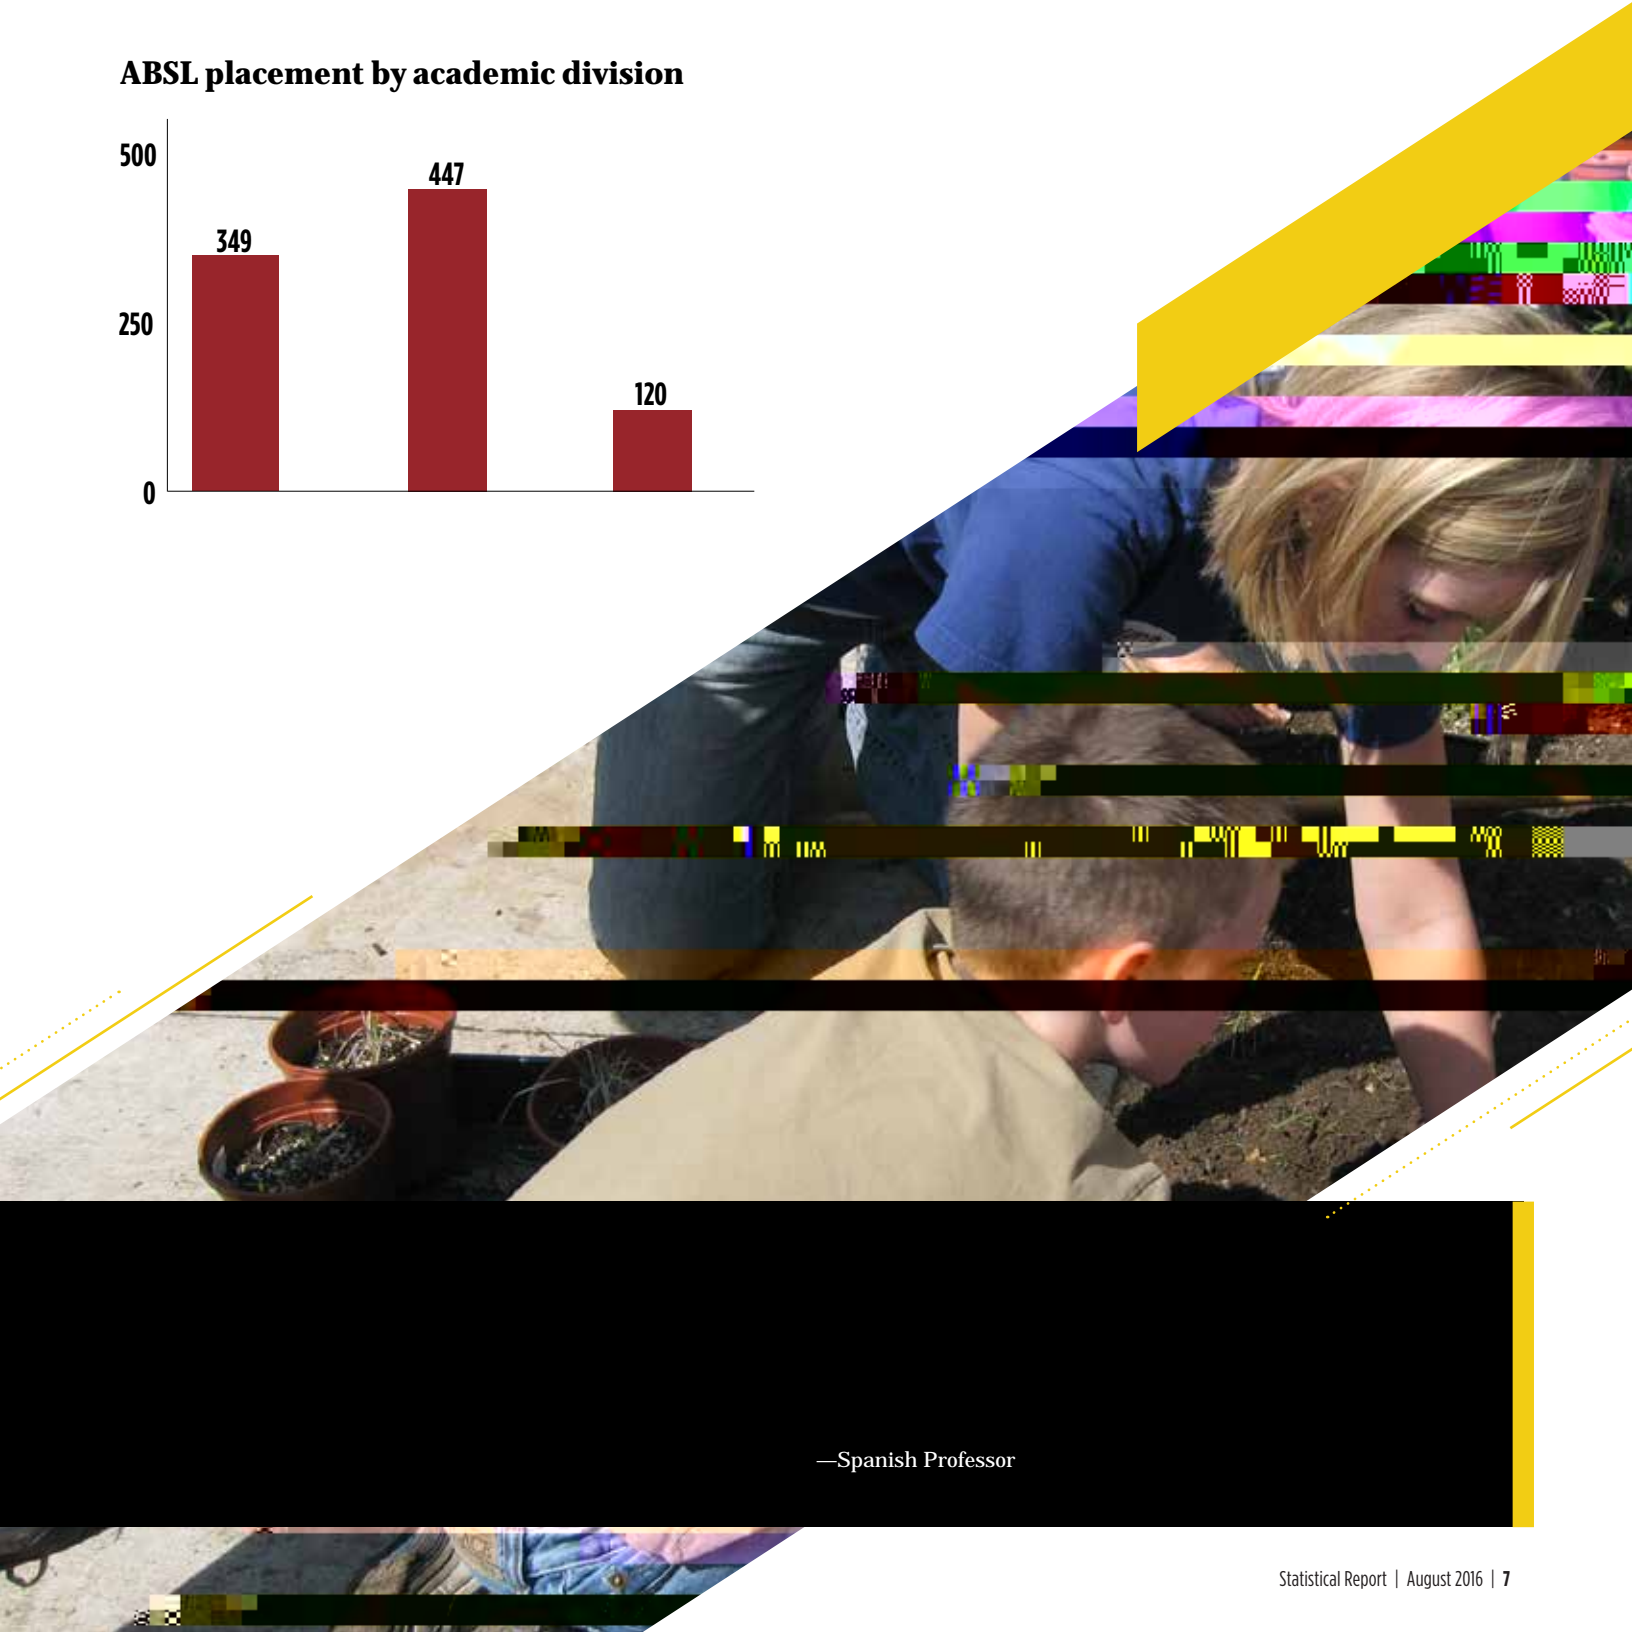 ABSL placement by academic division
500
447
349
250
120
0
—Spanish Professor
Statistical Report | August 2016 | 7